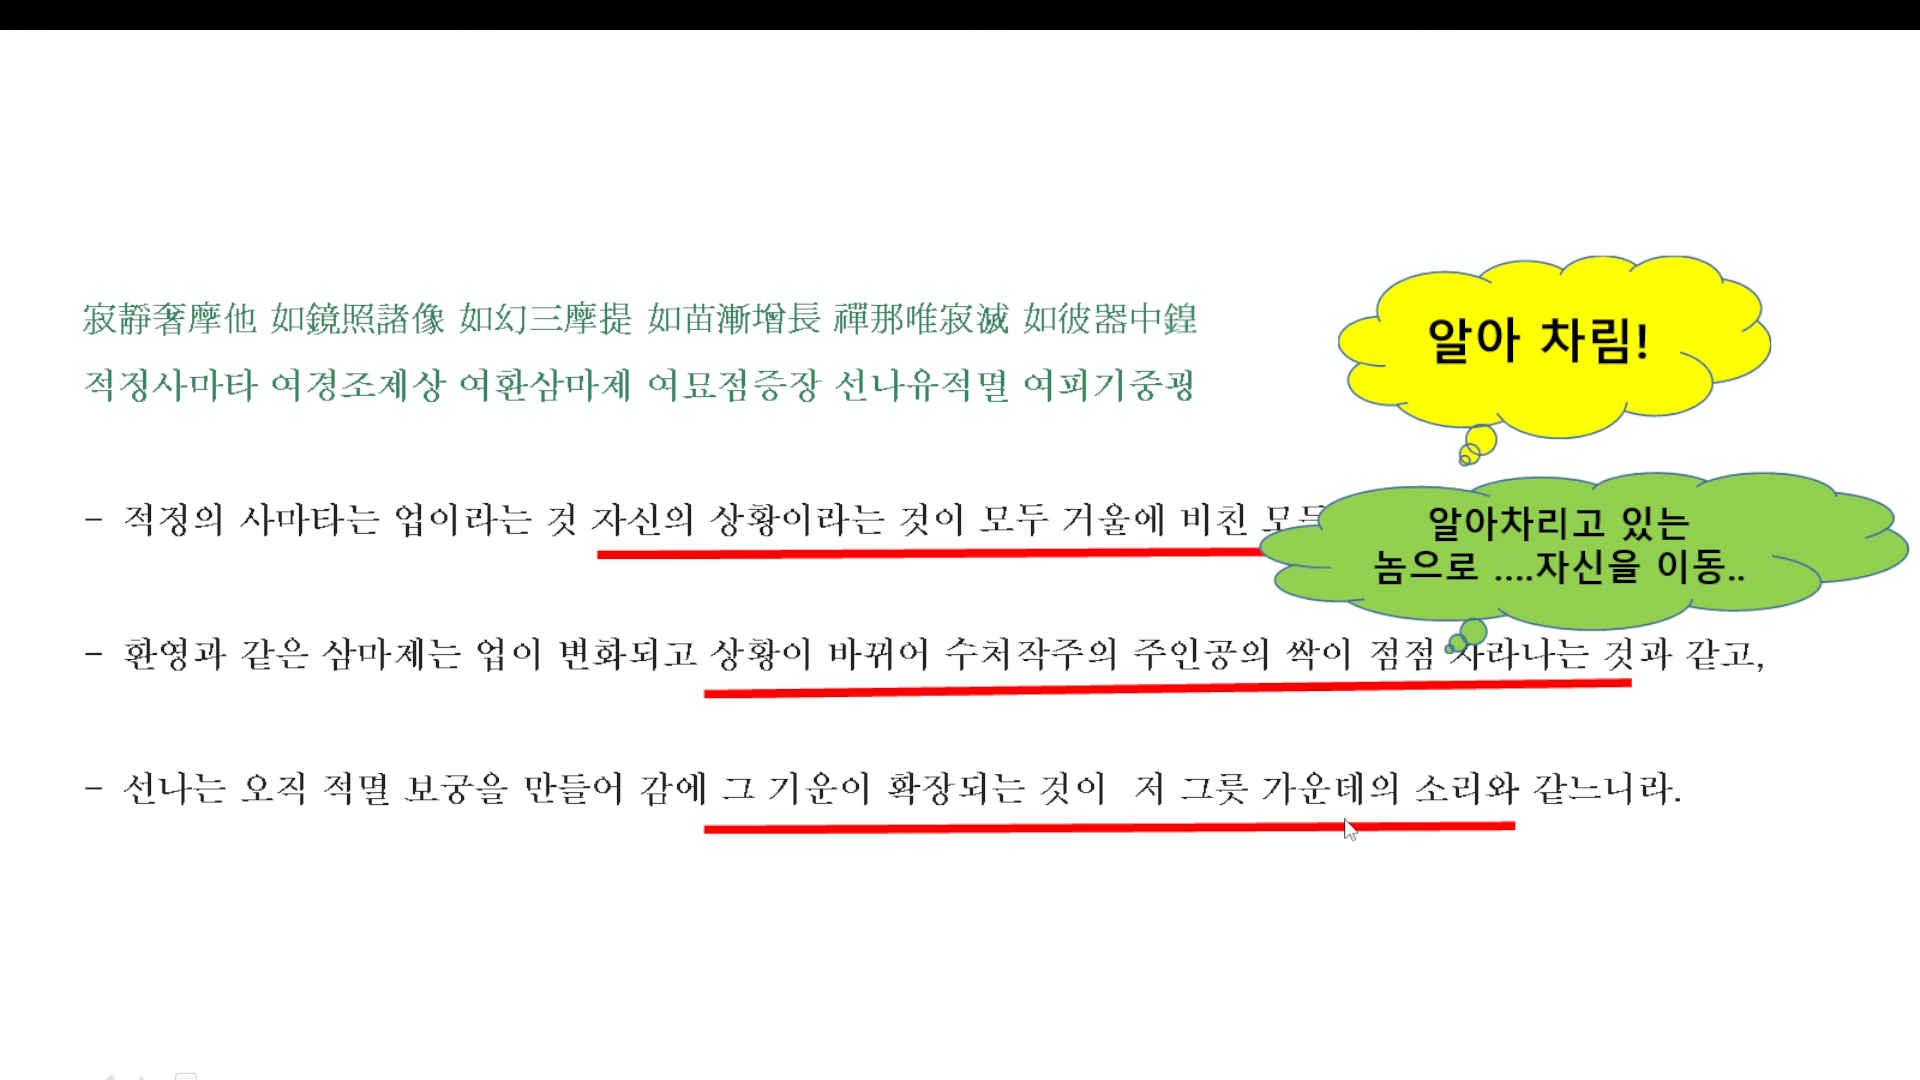 寂靜奢摩他 如鏡照諸像 如幻三摩提 如苗漸增長 禪那唯寂滅 如彼器中鍠
적정사마타 여경조제상 여환삼마제 여묘점증장 선나유적멸 여피기중굉
알아 차림!
- 적정의 사마타는 업이라는 것 자신의 상황이라는 것이 모두 거울에 비친
알아차리고 있는
놈으로 ....자신을 이동..
- 환영과 같은 삼마제는 업이 변화되고 상황이 바뀌어 수처작주의 주인공의 싹이 점점 자라나는 것과 같고,
- 선나는 오직 적멸 보궁을 만들어 감에 그 기운이 확장되는 것이 저 그릇 가운데의 소리와 같느니라.